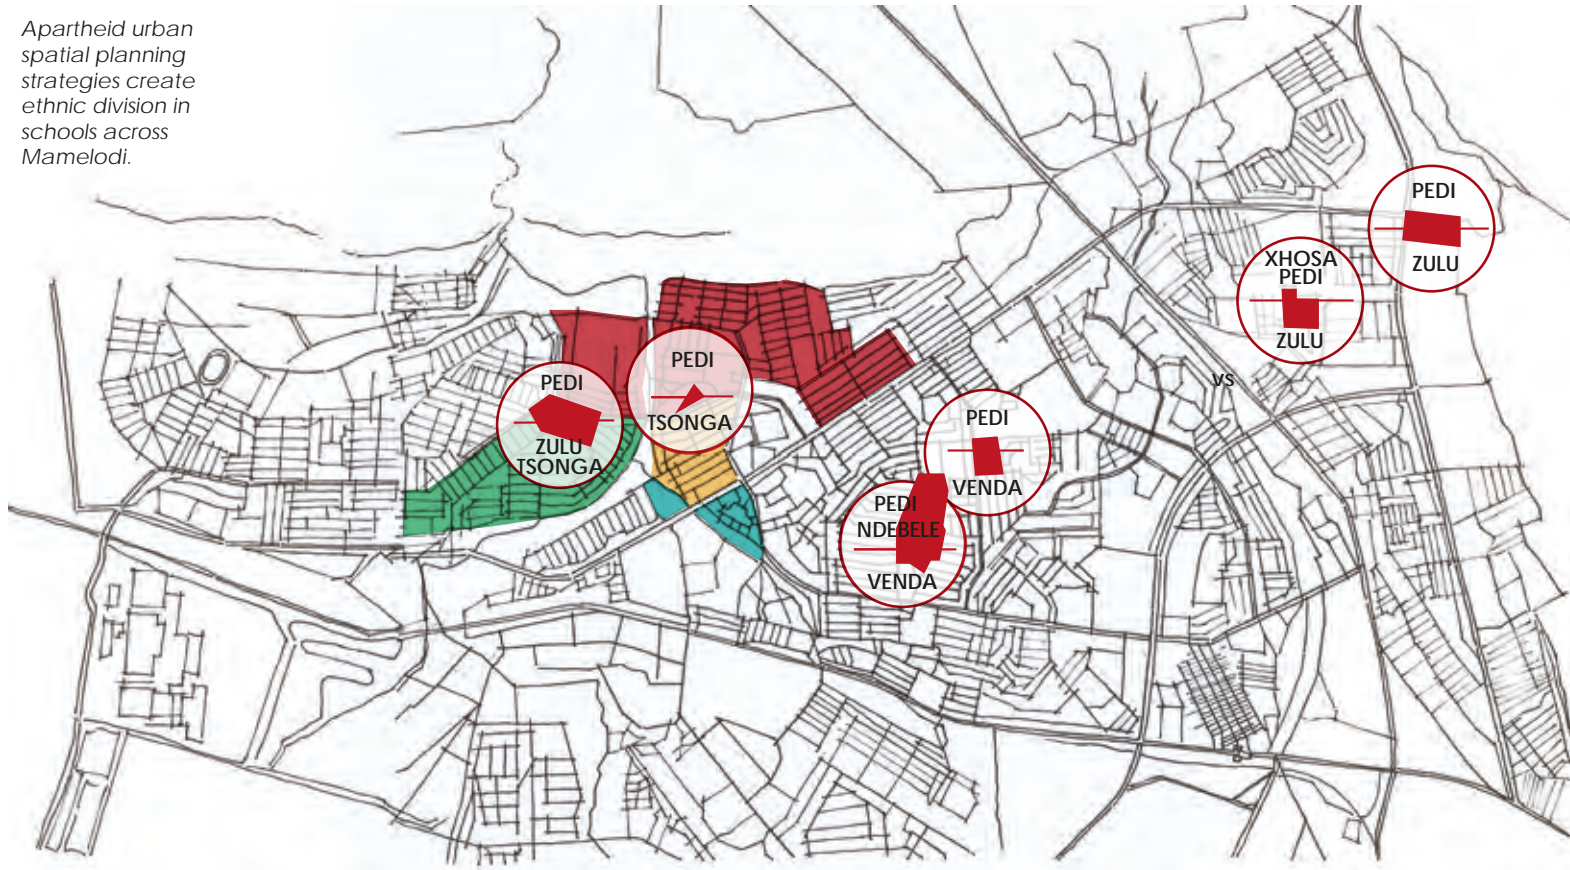 Apartheid urban
spatial planning
strategies create
ethnic division in
schools across
Mamelodi.
PEDI
ZULU
TSONGA
PEDI
TSONGA
PEDI
VENDA
PEDI
NDEBELE
VENDA
VS
XHOSA
PEDI
ZULU
PEDI
ZULU